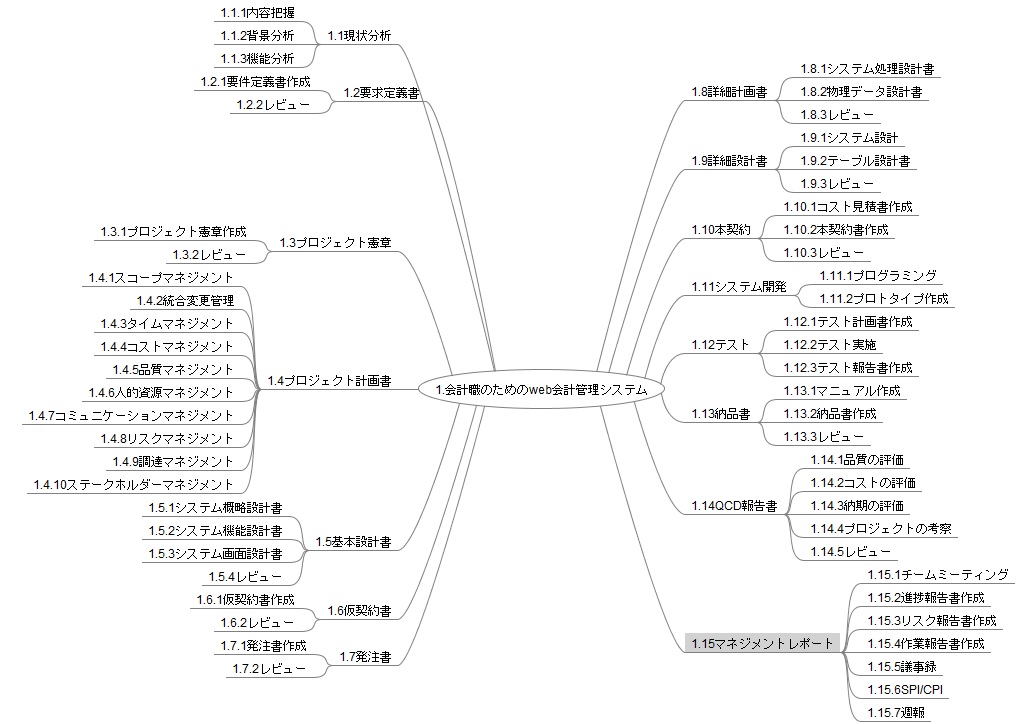 1.会計職のためのweb会計管理システム
1.1現状分析
1.1.1内容把握
1.1.2背景分析
1.1.3機能分析
1.2要求定義書
1.2.1要件定義書作成
1.2.2レビュー
1.3プロジェクト憲章
1.3.1プロジェクト憲章作成
1.3.2レビュー
1.4プロジェクト計画書
1.4.1スコープマネジメント
1.4.2統合変更管理
1.4.3タイムマネジメント
1.4.4コストマネジメント
1.4.5品質マネジメント
1.4.6人的資源マネジメント
1.4.7コミュニケーションマネジメント
1.4.8リスクマネジメント
1.4.9調達マネジメント
1.4.10ステークホルダーマネジメント
1.5基本設計書
1.5.1システム概略設計書
1.5.2システム機能設計書
1.5.3システム画面設計書
1.5.4レビュー
1.6仮契約書
1.6.1仮契約書作成
1.6.2レビュー
1.7発注書
1.7.1発注書作成
1.7.2レビュー
1.8詳細計画書
1.8.1システム処理設計書
1.8.2物理データ設計書
1.8.3レビュー
1.9詳細設計書
1.9.1システム設計
1.9.2テーブル設計書
1.9.3レビュー
1.10本契約
1.10.1コスト見積書作成
1.10.2本契約書作成
1.10.3レビュー
1.11システム開発
1.11.1プログラミング
1.11.2プロトタイプ作成
1.12テスト
1.12.1テスト計画書作成
1.12.2テスト実施
1.12.3テスト報告書作成
1.13納品書
1.13.1マニュアル作成
1.13.2納品書作成
1.13.3レビュー
1.14QCD報告書
1.14.1品質の評価
1.14.2コストの評価
1.14.3納期の評価
1.14.4プロジェクトの考察
1.14.5レビュー
1.15マネジメントレポート
1.15.1チームミーティング
1.15.2進捗報告書作成
1.15.3リスク報告書作成
1.15.4作業報告書作成
1.15.5議事録
1.15.6SPI/CPI
1.15.7週報